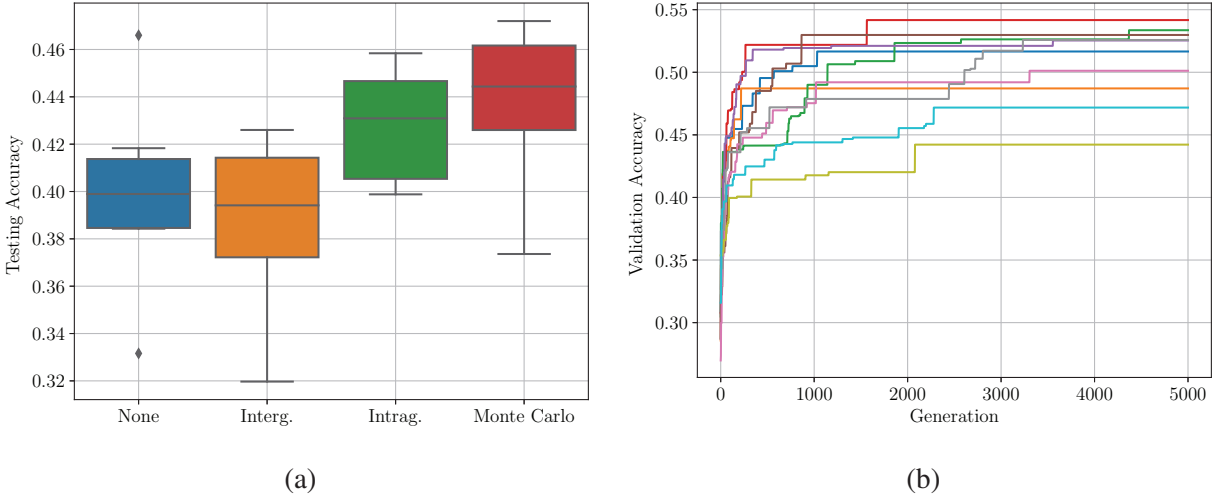 Testing Accuracy
0.46
0.44
0.42
0.40
0.38
0.36
0.34
0.32
None Interg. Intrag. Monte Carlo
(a)
Validation Accuracy
0.55
0.50
0.45
0.40
0.35
0.30
0 1000 2000 3000 4000 5000
Generation
(b)